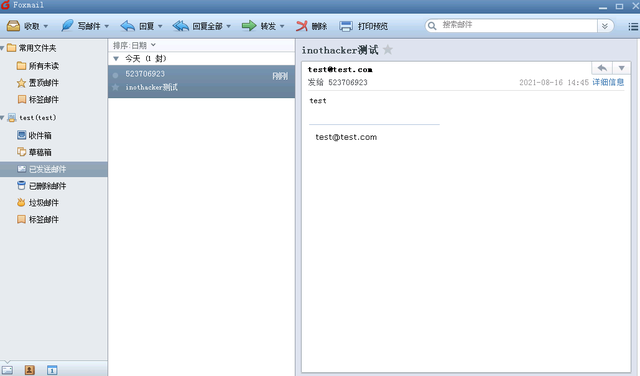 Foxmail
收取 写邮件 回复 回复全部 转发 删除 打印预览 搜索邮件
常用文件夹
所有未读
置顶邮件
标签邮件
test(test)
收件箱
草稿箱
已发送邮件
已删除邮件
垃圾邮件
标签邮件
排序:日期
今天 (1 封)
523706923 刚刚
inothacker测试
inothacker测试
test@test.com
发给 523706923 2021-08-16 14:45 详细信息
test
test@test.com